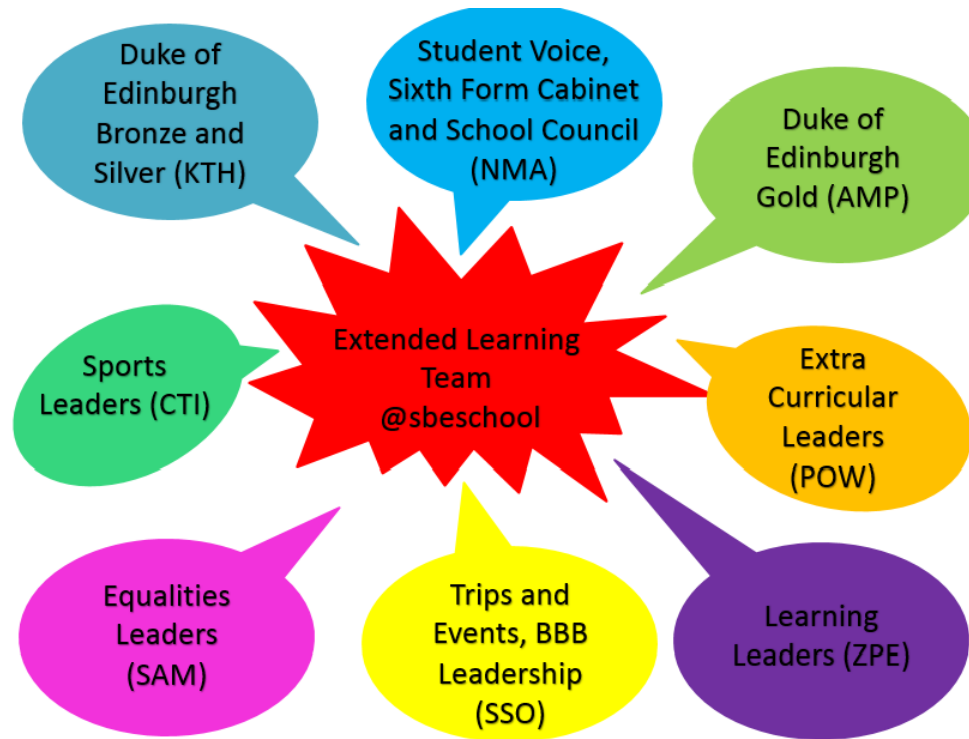 Duke of
Edinburgh
Bronze and
Silver (KTH)
Student Voice,
Sixth Form Cabinet
and School Council
(NMA)
Duke of
Edinburgh
Gold (AMP)
Sports
Leaders (CTI)
Extended Learning
Team
@sbeschool
Extra
Curricular
Leaders
(POW)
Equalities
Leaders
(SAM)
Trips and
Events, BBB
Leadership
(SSO)
Learning
Leaders (ZPE)